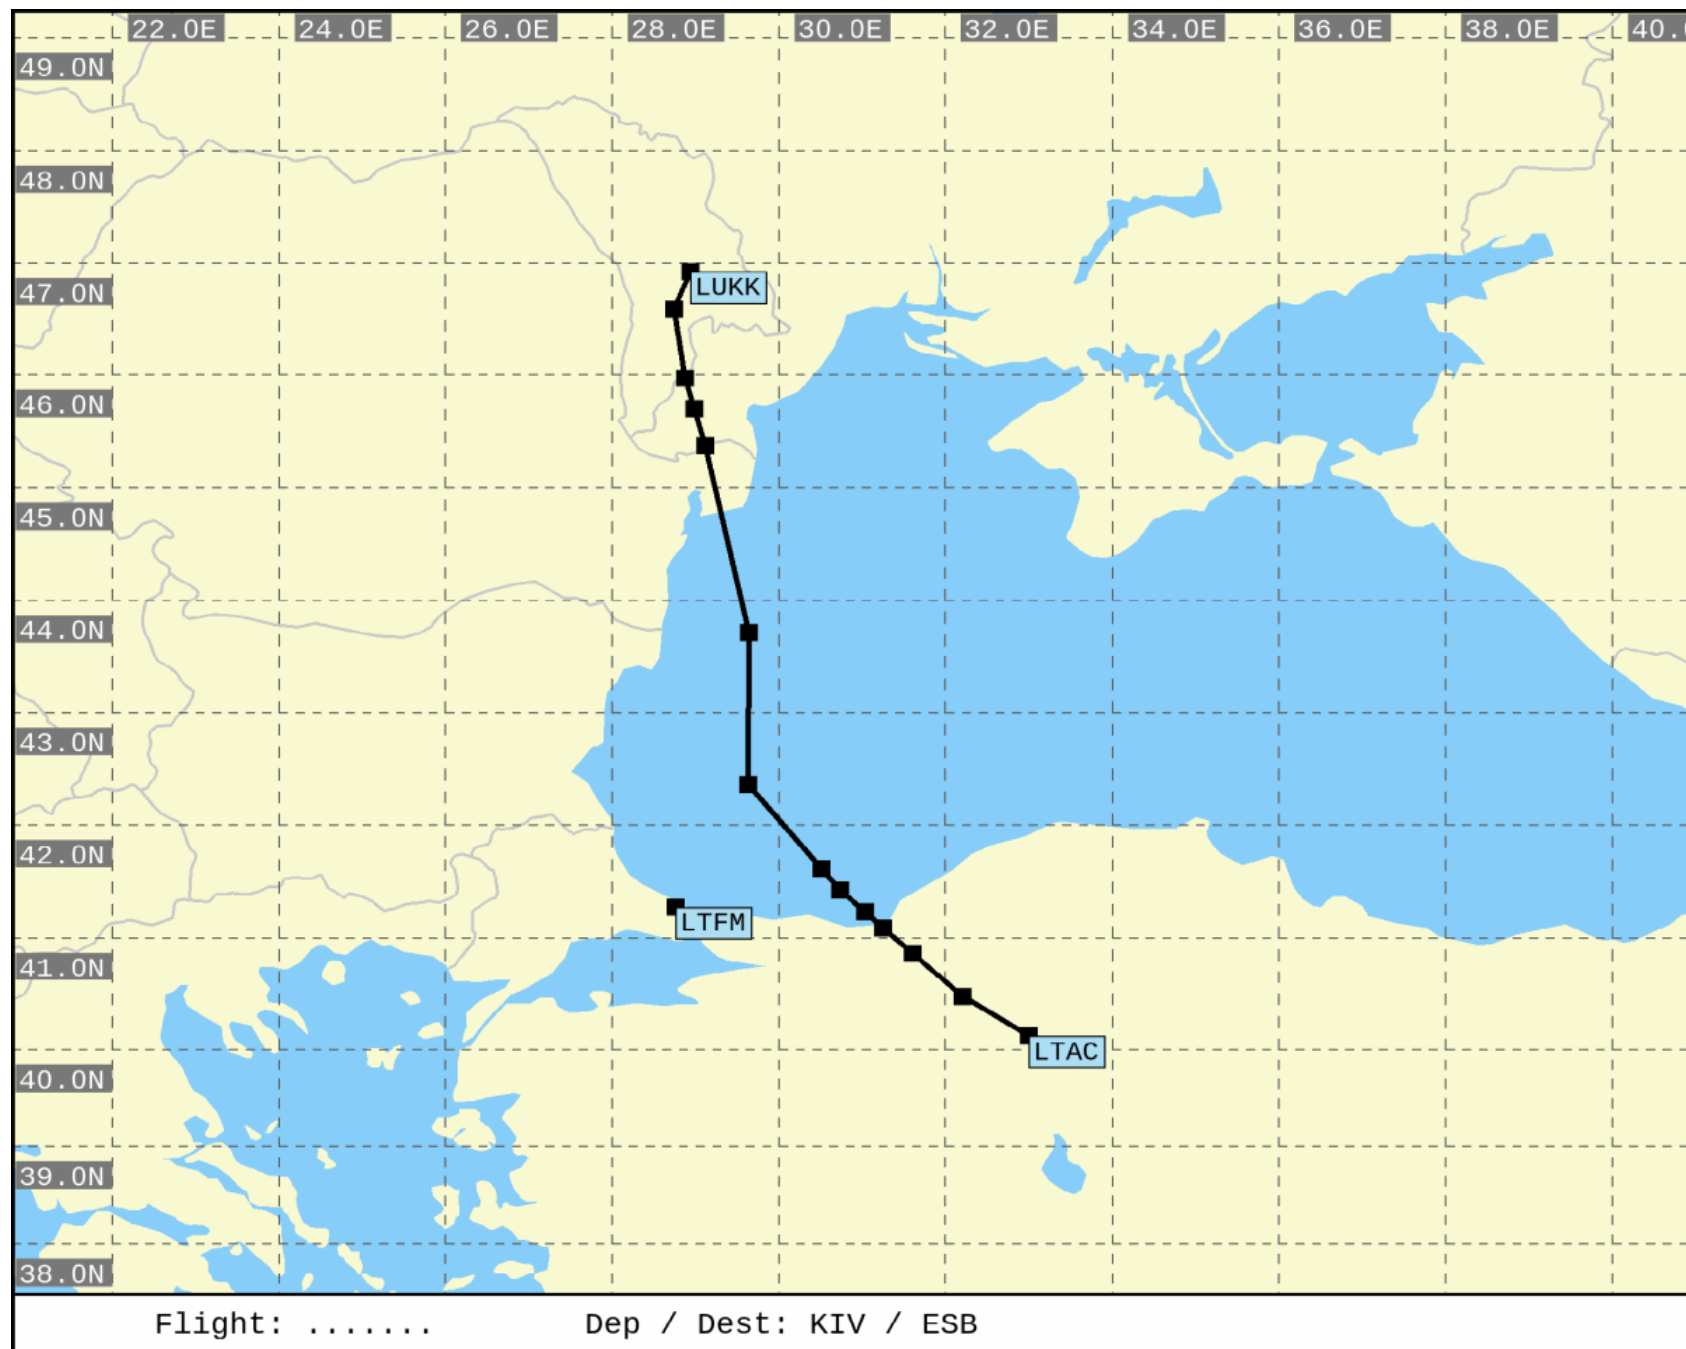 22.0E 24.0E 26.0E 28.0E 30.0E 32.0E 34.0E 36.0E 38.0E 40.0
49.0N
48.0N
47.0N
LUKK
46.0N
45.0N
44.0N
43.0N
42.0N
LTFM
41.0N
LTAC
40.0N
39.0N
38.0N
Flight: ....... Dep / Dest: KIV / ESB